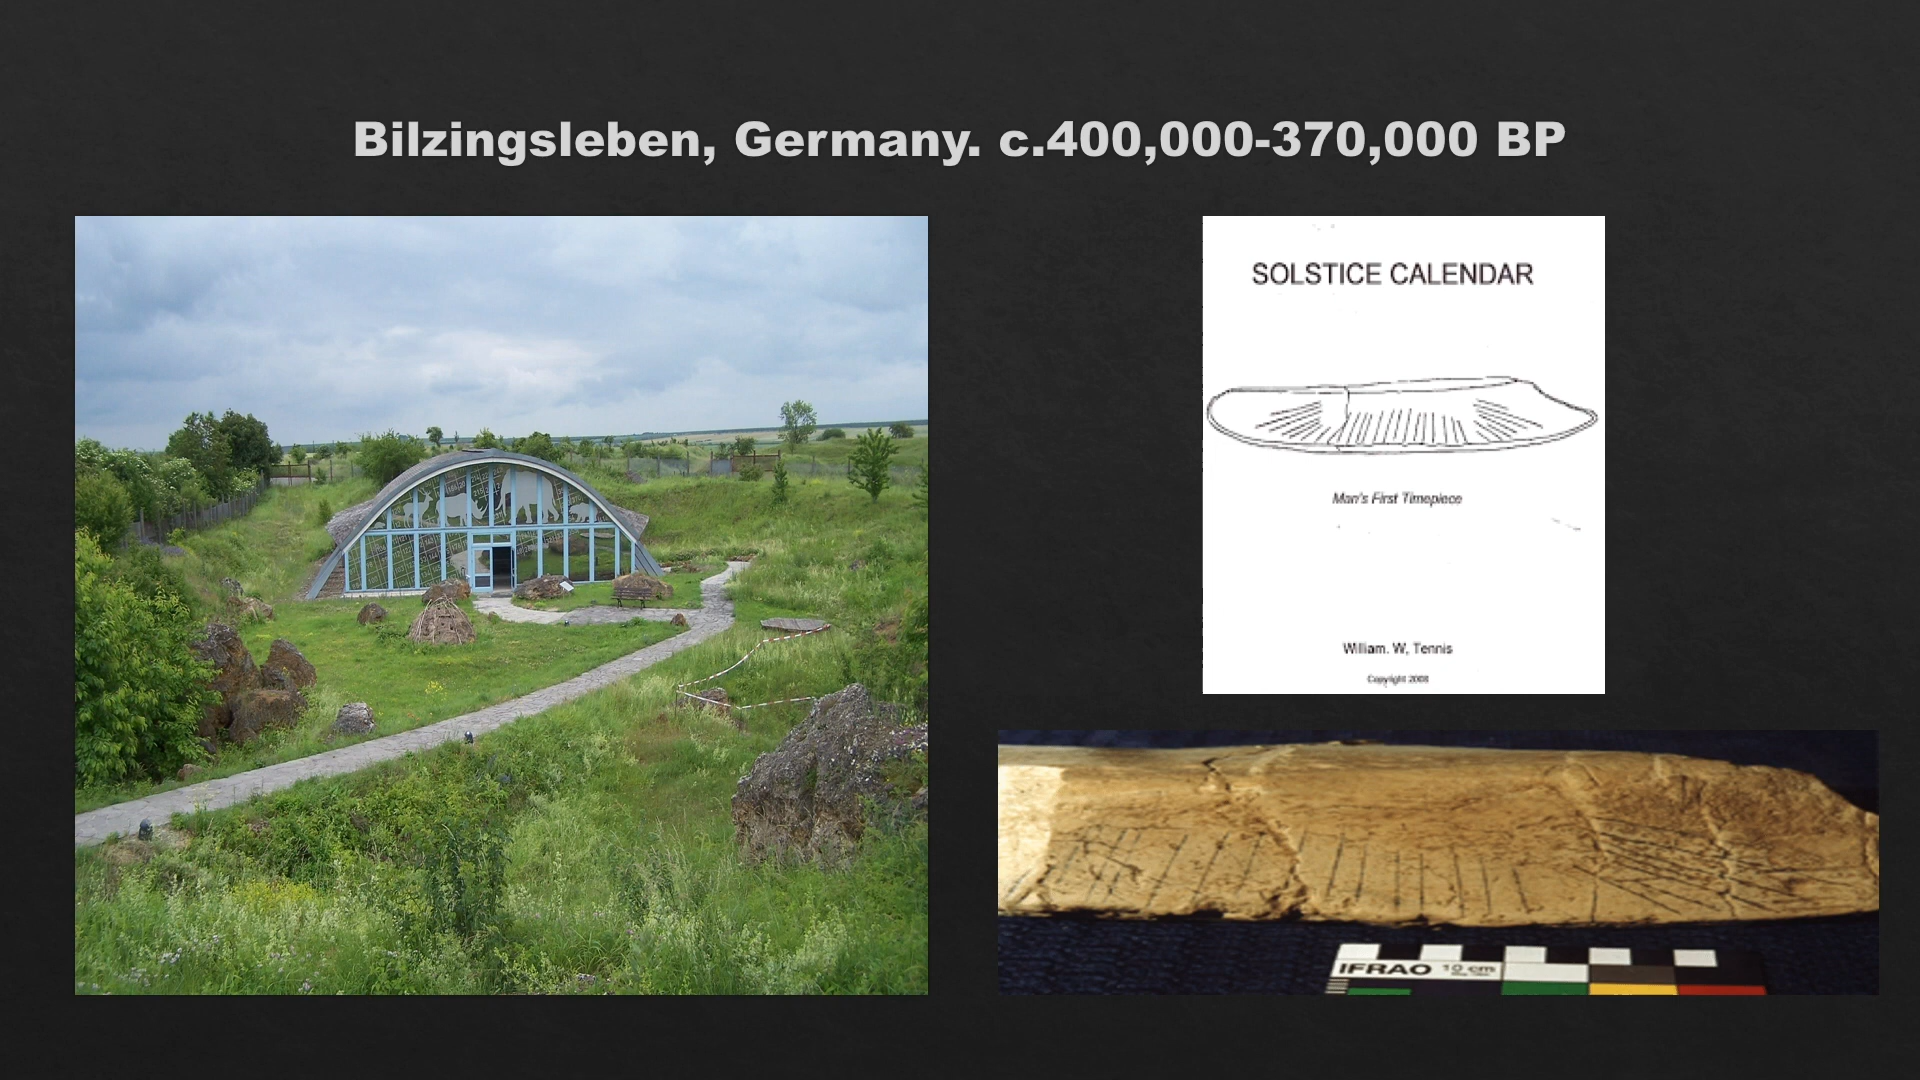 Bilzingsleben, Germany. c.400,000-370,000 BP
SOLSTICE CALENDAR
Man's First Timepiece
William. W, Tennis
Copyright 2008
IFRAO 10 cm